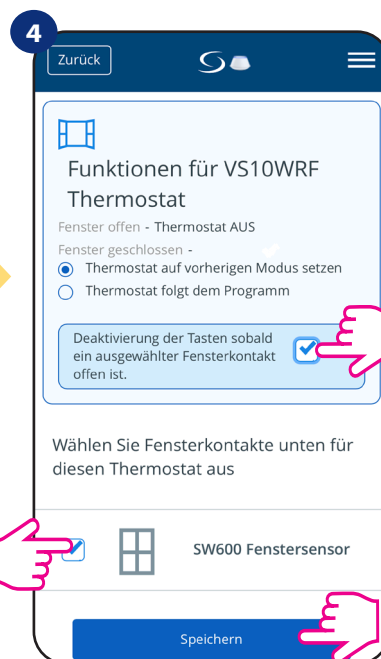 4
Zurück
Funktionen für VS10WRF
Thermostat
Fenster offen - Thermostat AUS
Fenster geschlossen -
Thermostat auf vorherigen Modus setzen
Thermostat folgt dem Programm
Deaktivierung der Tasten sobald
ein ausgewählter Fensterkontakt
offen ist.
Wählen Sie Fensterkontakte unten für
diesen Thermostat aus
SW600 Fenstersensor
Speichern